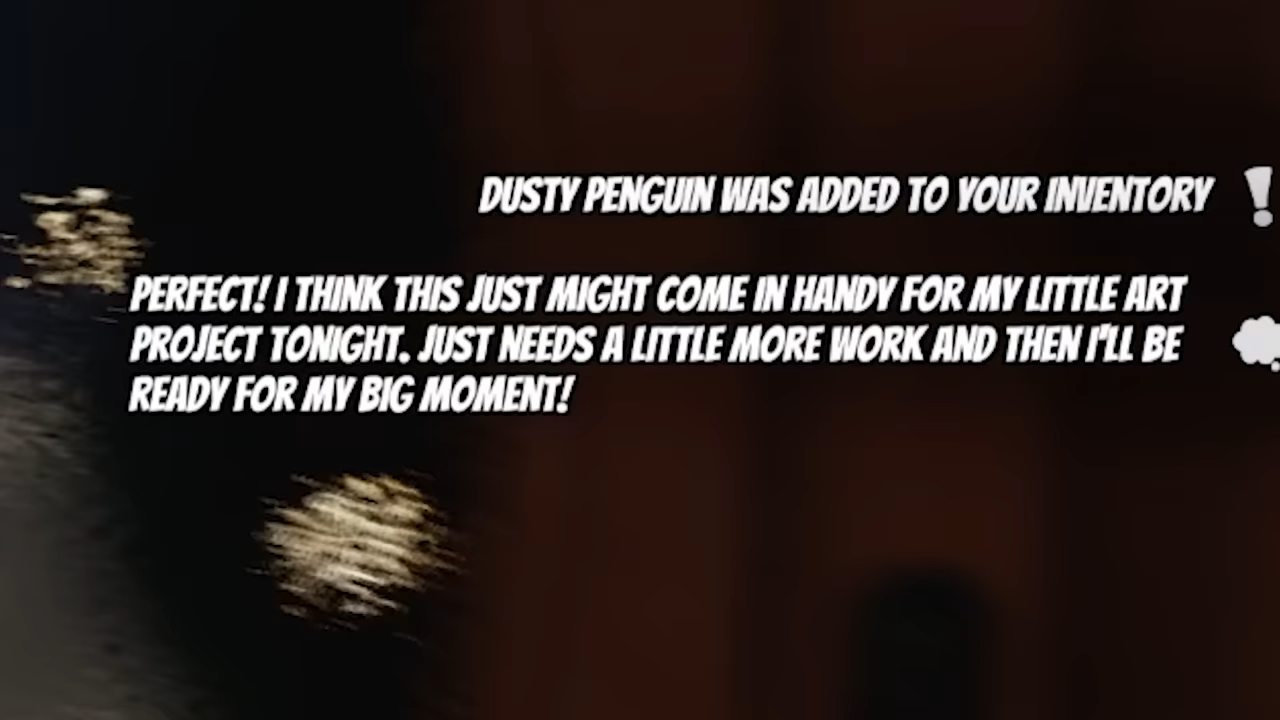 DUSTY PENGUIN WAS ADDED TO YOUR INVENTORY
PERFECT! I THINK THIS JUST MIGHT COME IN HANDY FOR MY LITTLE ART
PROJECT TONIGHT. JUST NEEDS A LITTLE MORE WORK AND THEN I'LL BE
READY FOR MY BIG MOMENT!